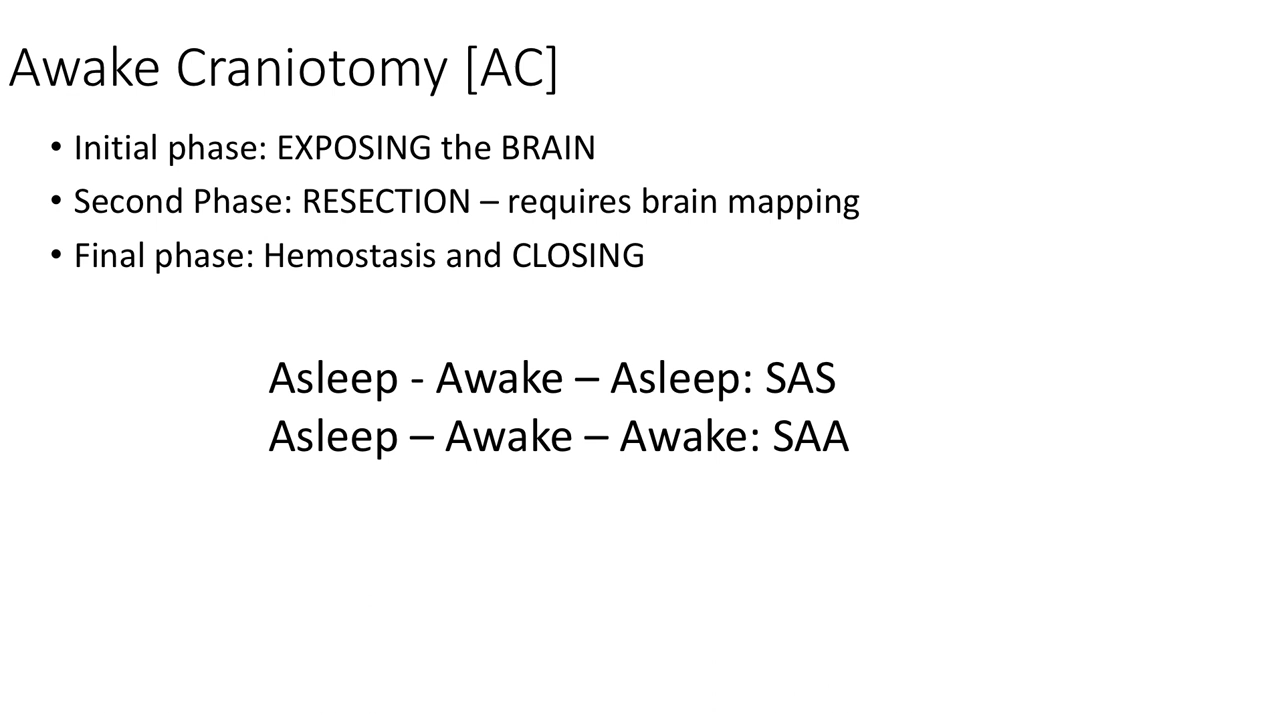 Awake Craniotomy [AC]
• Initial phase: EXPOSING the BRAIN
• Second Phase: RESECTION – requires brain mapping
• Final phase: Hemostasis and CLOSING
Asleep - Awake – Asleep: SAS
Asleep – Awake – Awake: SAA